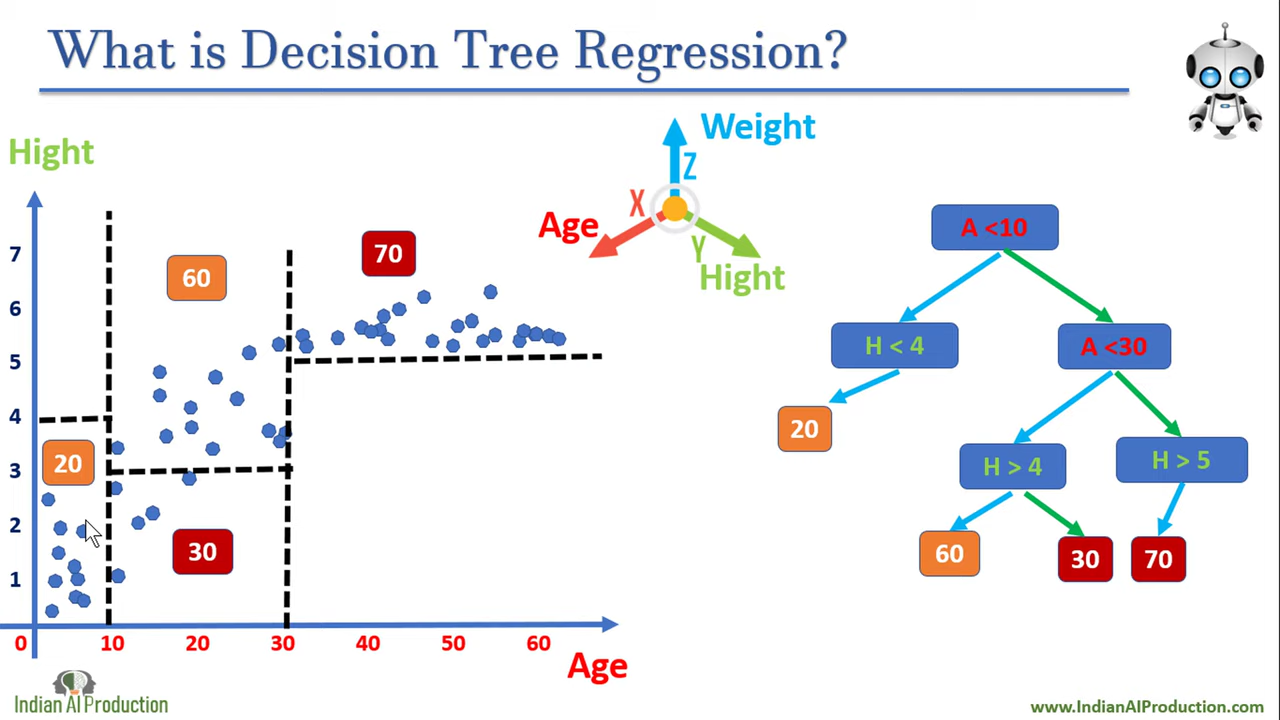 What is Decision Tree Regression?
Hight
7
6
5
4
3
2
1
0
10
20
30
40
50
60
Age
60
70
20
30
Weight
Z
X
Age
Y
Hight
A <10
H < 4
A <30
20
H > 4
H > 5
60
30
70
Indian AI Production
www.IndianAIProduction.com